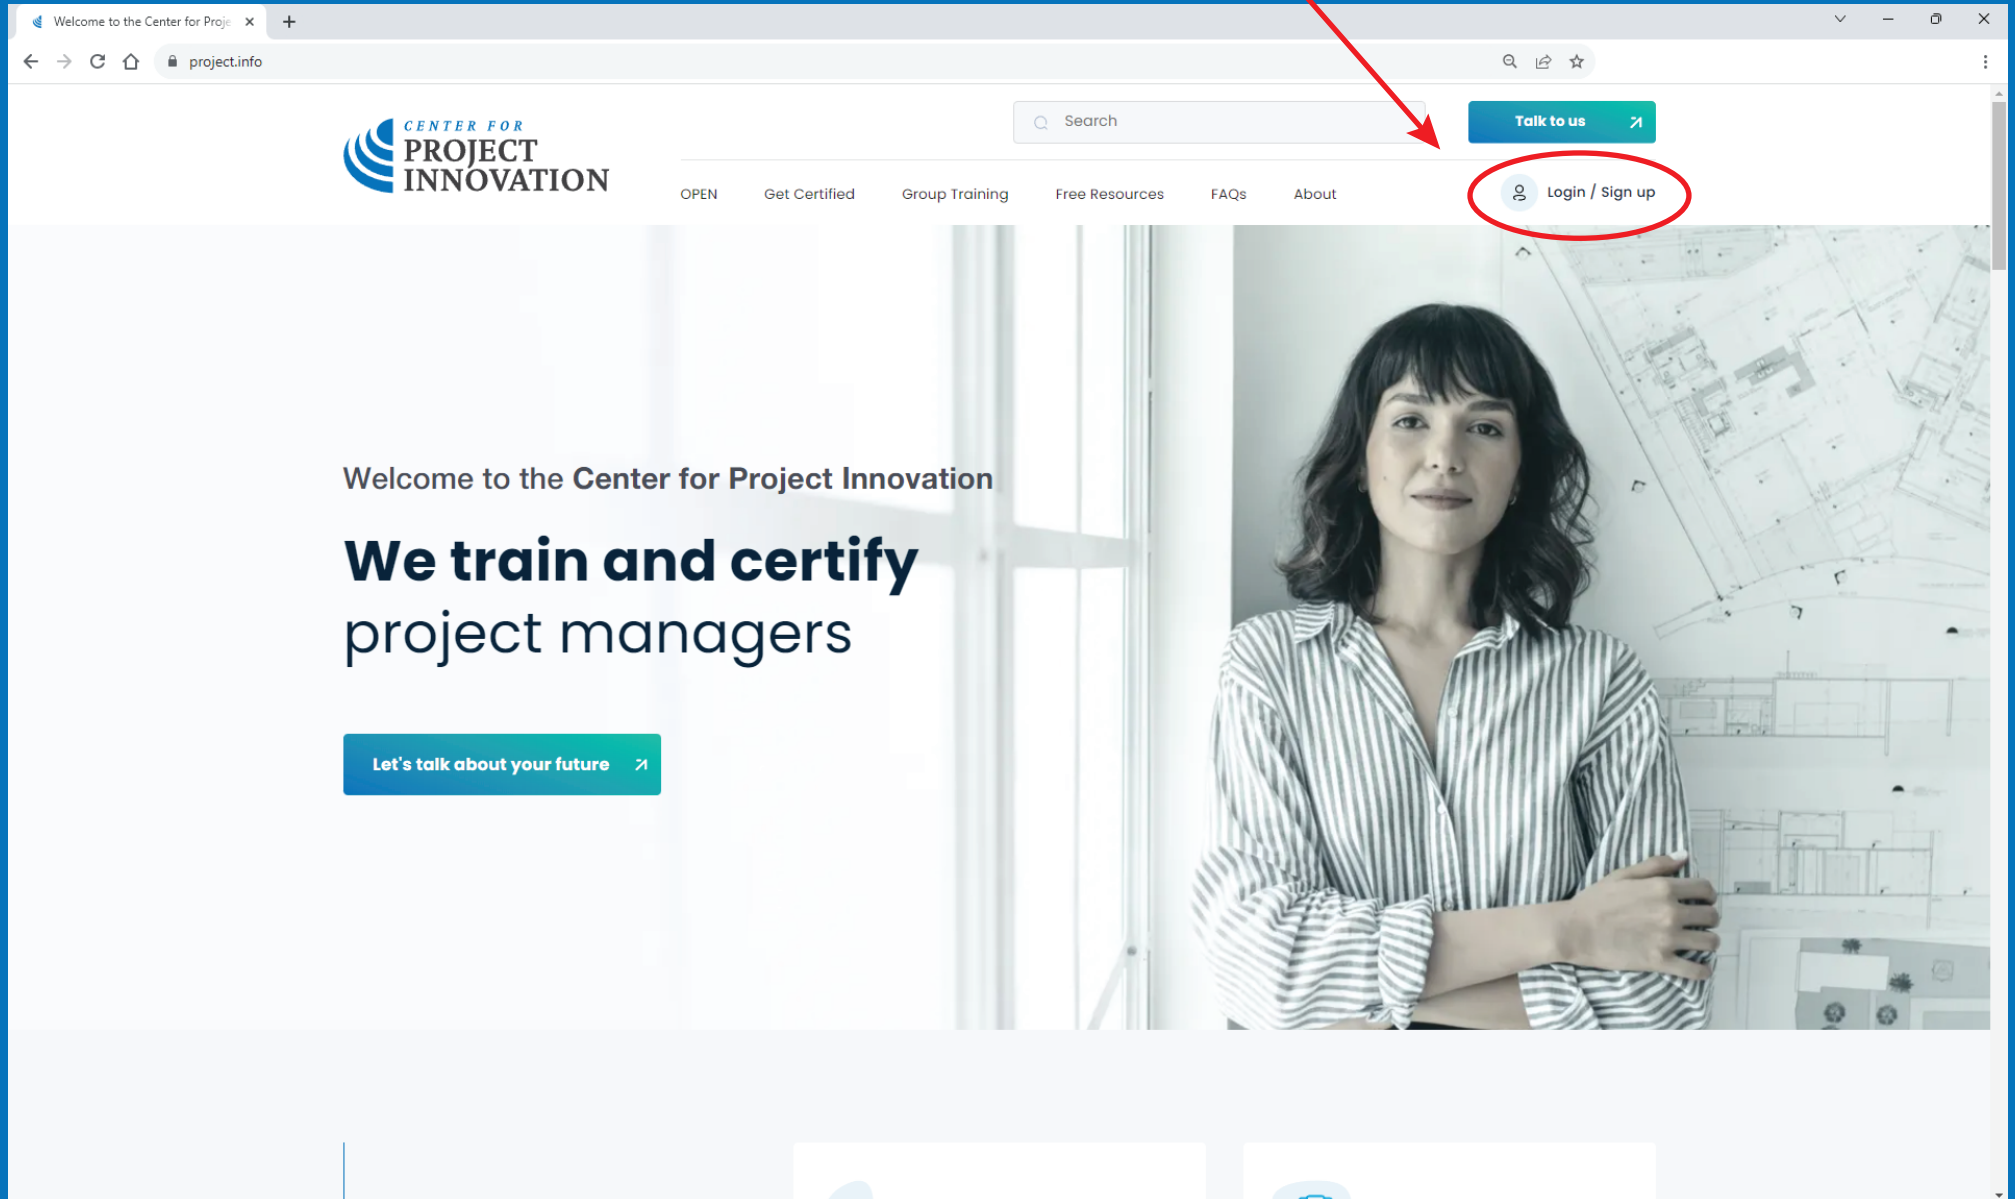 Welcome to the Center for Proje
project.info
CENTER FOR
PROJECT
INNOVATION
Search
Talk to us
OPEN Get Certified Group Training Free Resources FAQs About
Login / Sign up
Welcome to the Center for Project Innovation
We train and certify
project managers
Let's talk about your future